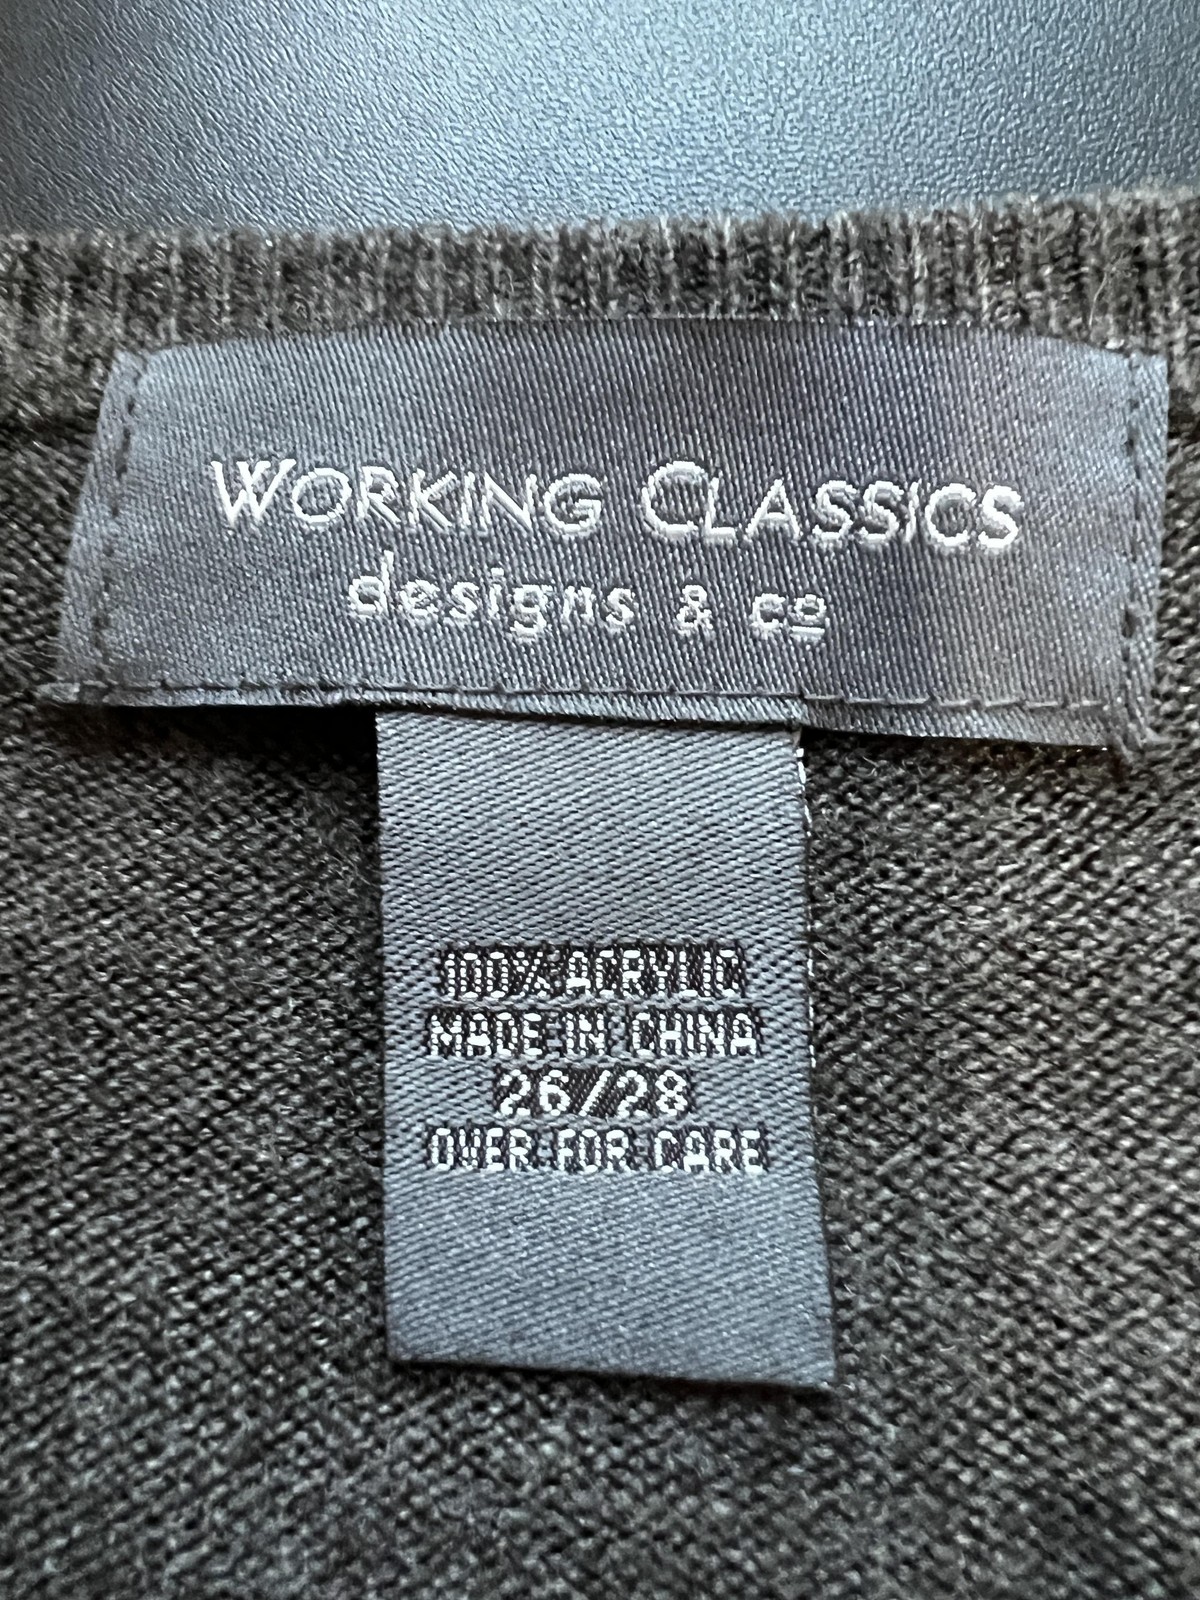 WORKING CLASSICS
designs & co
100% ACRYLIC
MADE IN CHINA
26/28
OVER FOR CARE